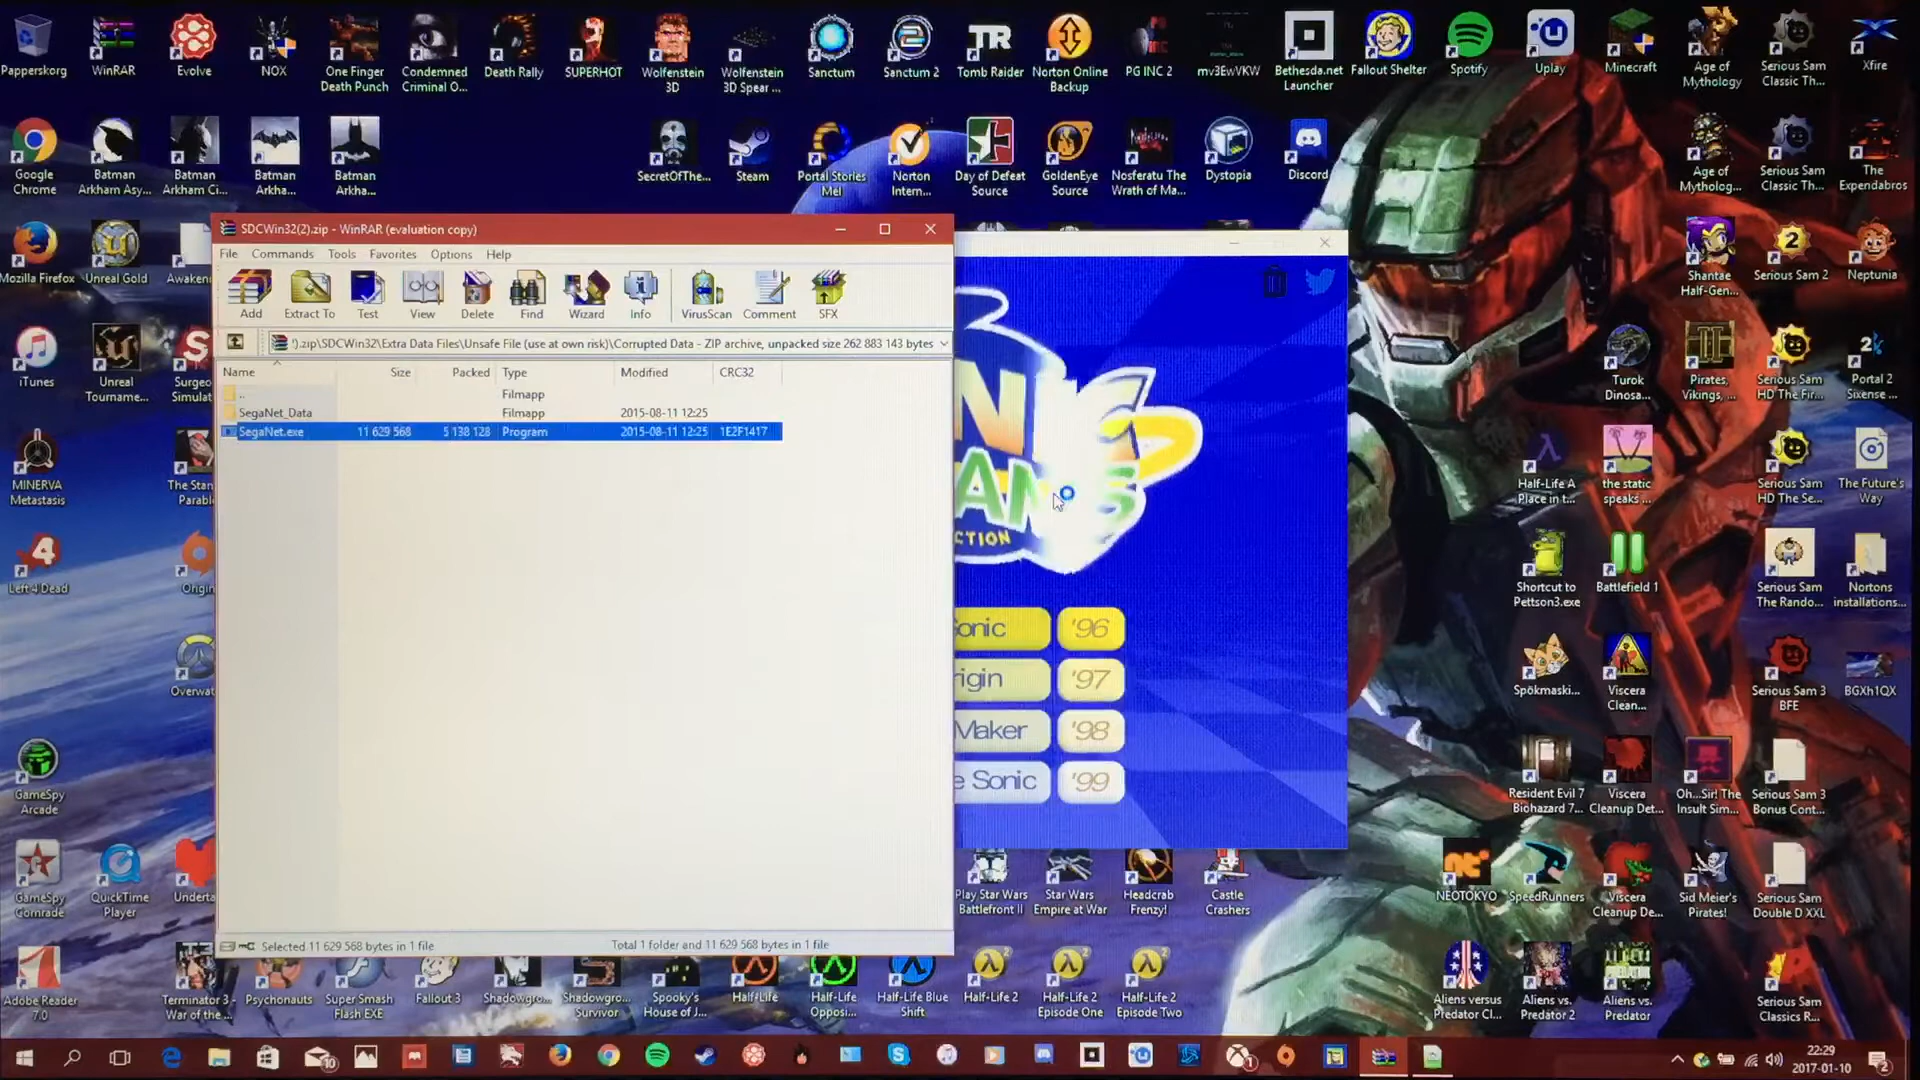 Papperskorg
WinRAR
Evolve
NOX
One Finger
Death Punch
Condemned
Criminal O...
Death Rally
SUPERHOT
Wolfenstein
3D
Wolfenstein
3D Spear ...
Sanctum
Sanctum 2
TR
Tomb Raider
Norton Online
Backup
PG INC 2
mv3EwVKW
Bethesda.net
Launcher
Fallout Shelter
Spotify
Uplay
Minecraft
Age of
Mythology
Serious Sam
Classic Th...
Xfire
Google
Chrome
Batman
Arkham Asy...
Batman
Arkham Ci...
Batman
Arkha...
Batman
Arkha...
SecretOfThe...
Steam
Portal Stories
Mel
Norton
Intern...
Day of Defeat
Source
GoldenEye
Source
Nosferatu The
Wrath of Ma...
Dystopia
Discord
Age of
Mytholog...
Serious Sam
Classic Th...
The
Expendabros
Mozilla Firefox
Unreal Gold
Awaken
Shantae
Half-Gen...
Serious Sam 2
Neptunia
iTunes
Unreal
Tourname...
Surgeo
Simulat
Turok
Dinosa...
Pirates,
Vikings, ...
Serious Sam
HD The Fir...
Portal 2
Sixense ...
MINERVA
Metastasis
The Stan
Parabl
Half-Life A
Place in t...
the static
speaks ...
Serious Sam
HD The Se...
The Future's
Way
Left 4 Dead
Origin
Shortcut to
Pettson3.exe
Battlefield 1
Serious Sam
The Rando...
Nortons
installations...
Overwat
Spökmaski...
Viscera
Clean...
Serious Sam 3
BFE
BGXh1QX
GameSpy
Arcade
Resident Evil 7
Biohazard 7...
Viscera
Cleanup Det...
Oh...Sir! The
Insult Sim...
Serious Sam 3
Bonus Cont...
GameSpy
Comrade
QuickTime
Player
Underta
Play Star Wars
Battlefront II
Star Wars
Empire at War
Headcrab
Frenzy!
Castle
Crashers
NEOTOKYO
SpeedRunners
Viscera
Cleanup De...
Sid Meier's
Pirates!
Serious Sam
Double D XXL
Adobe Reader
7.0
Terminator 3 -
War of the ...
Psychonauts
Super Smash
Flash EXE
Fallout 3
Shadowgro...
Shadowgro...
Survivor
Spooky's
House of J...
Half-Life
Half-Life
Opposi...
Half-Life Blue
Shift
Half-Life 2
Half-Life 2
Episode One
Half-Life 2
Episode Two
Aliens versus
Predator Cl...
Aliens vs.
Predator 2
Aliens vs.
Predator
Serious Sam
Classics R...
SDCWin32(2).zip - WinRAR (evaluation copy)
File Commands Tools Favorites Options Help
Add Extract To Test View Delete Find Wizard Info VirusScan Comment SFX
').zip\SDCWin32\Extra Data Files\Unsafe File (use at own risk)\Corrupted Data - ZIP archive, unpacked size 262 883 143 bytes
Name Size Packed Type Modified CRC32
.. Filmapp
SegaNet_Data Filmapp 2015-08-11 12:25
SegaNet.exe 11 629 568 5 138 128 Program 2015-08-11 12:25 1E2F1417
Selected 11 629 568 bytes in 1 file
Total 1 folder and 11 629 568 bytes in 1 file
CTION
onic '96
rigin '97
Maker '98
e Sonic '99
10
1
22:29
2017-01-10
2